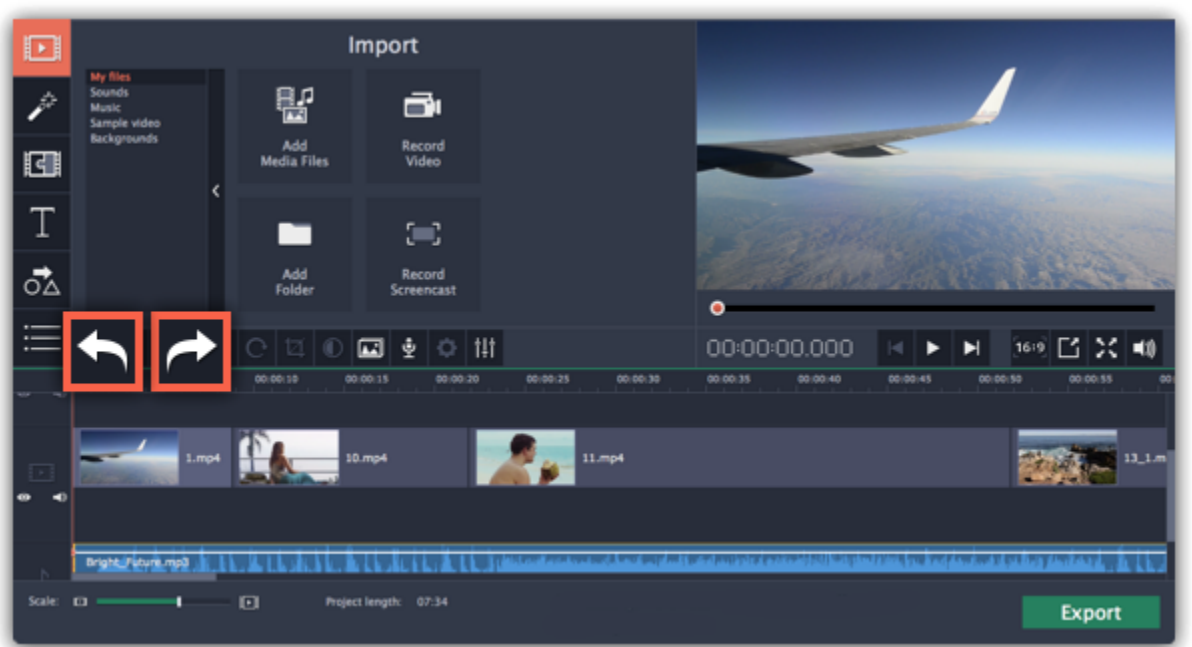 Import
My files
Sounds
Music
Sample video
Backgrounds
Add
Media Files
Record
Video
Add
Folder
Record
Screencast
T
00:00:00.000
16:9
00:00:10
00:00:15
00:00:20
00:00:25
00:00:30
00:00:35
00:00:40
00:00:45
00:00:50
00:00:55
00:
1.mp4
10.mp4
11.mp4
13_1.m
Bright_Future.mp3
Scale:
Project length: 07:34
Export